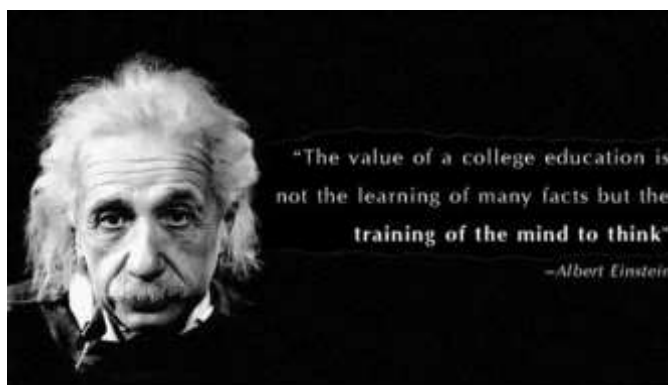 “The value of a college education is
not the learning of many facts but the
training of the mind to think“
–Albert Einstein